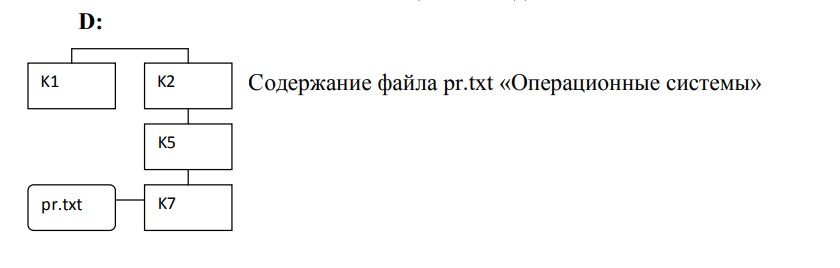 D:
K1
K2
Содержание файла pr.txt «Операционные системы»
K5
pr.txt
K7